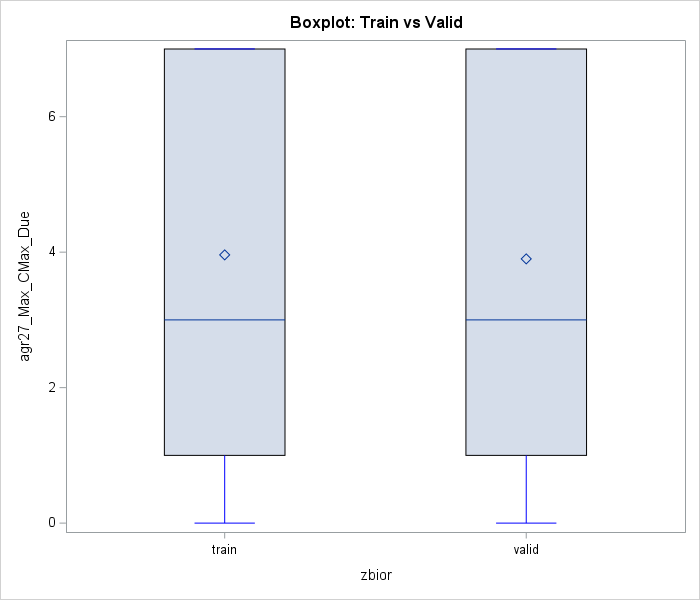 Boxplot: Train vs Valid
agr27_Max_CMax_Due
6
4
2
0
train
valid
zbior